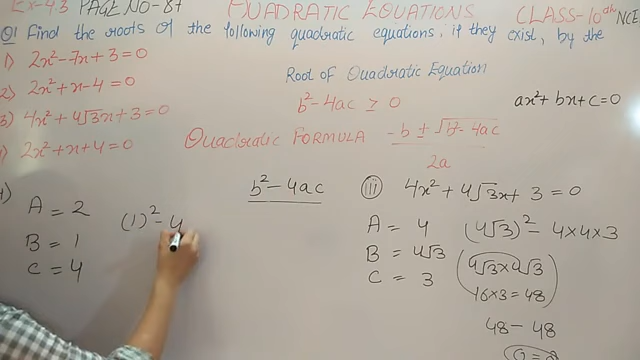 Ex-4.3 PAGE NO-87 QUADRATIC EQUATIONS CLASS-10th NCE
Q1 Find the roots of the following quadratic equations, if they exist, by the
1) 2x²-7x+3=0
2) 2x²+x-4=0
3) 4x²+4√3x+3=0
) 2x²+x+4=0
Root of Quadratic Equation
b²-4ac ≥ 0
ax²+bx+c=0
Quadratic FORMULA -b ± √b²-4ac
2a
b²-4ac
A = 2
B = 1
C = 4
(1)²-4
(iii) 4x²+4√3x+3=0
A = 4
B = 4√3
C = 3
(4√3)²-4×4×3
4√3×4√3
16×3=48
48-48